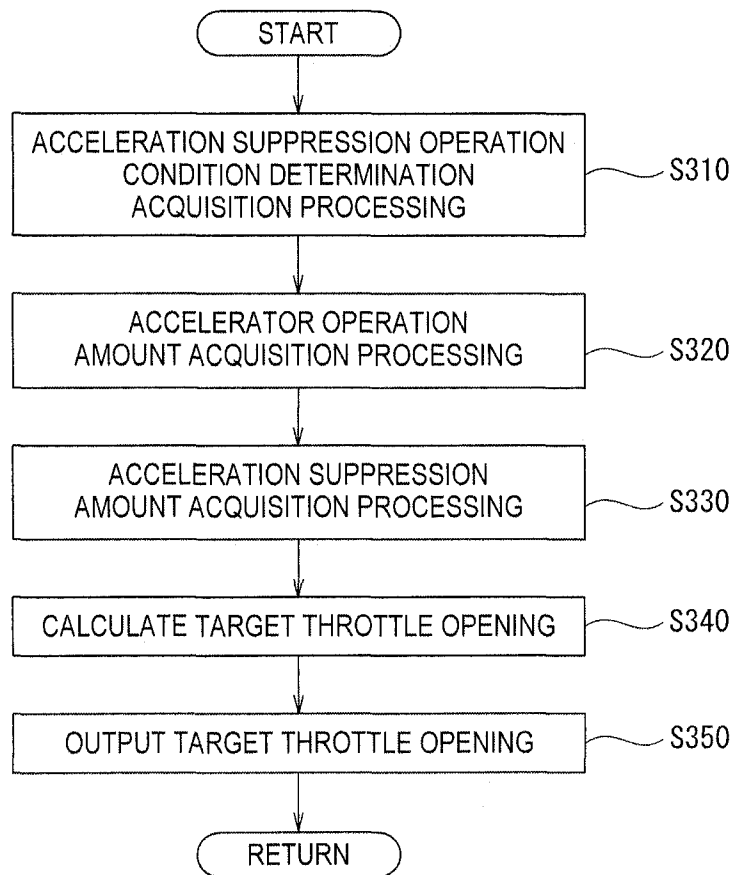 START
ACCELERATION SUPPRESSION OPERATION
CONDITION DETERMINATION
ACQUISITION PROCESSING
S310
ACCELERATOR OPERATION
AMOUNT ACQUISITION PROCESSING
S320
ACCELERATION SUPPRESSION
AMOUNT ACQUISITION PROCESSING
S330
CALCULATE TARGET THROTTLE OPENING
S340
OUTPUT TARGET THROTTLE OPENING
S350
RETURN